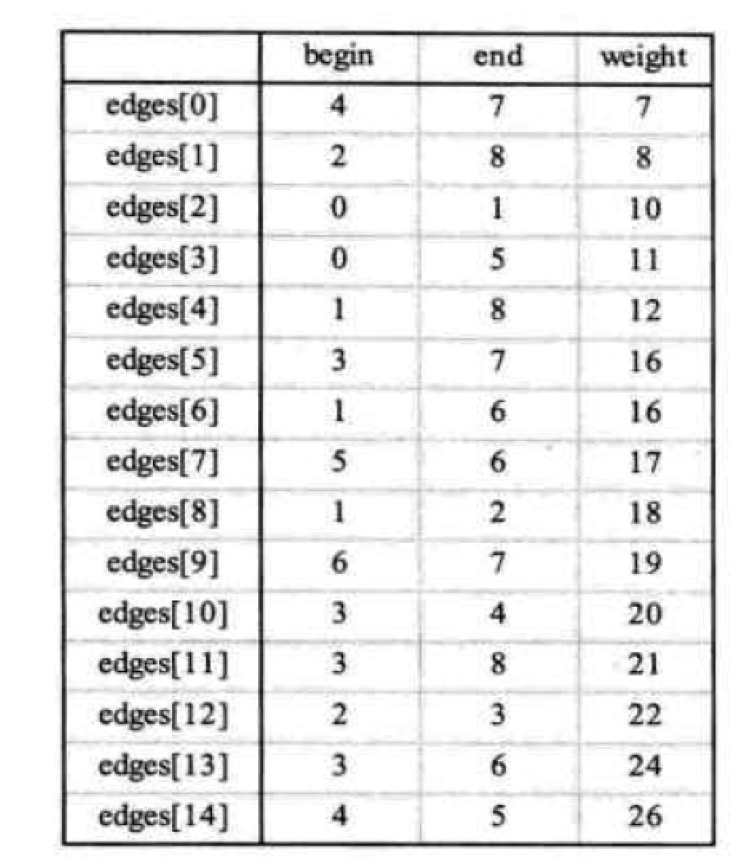 begin end weight
edges[0] 4 7 7
edges[1] 2 8 8
edges[2] 0 1 10
edges[3] 0 5 11
edges[4] 1 8 12
edges[5] 3 7 16
edges[6] 1 6 16
edges[7] 5 6 17
edges[8] 1 2 18
edges[9] 6 7 19
edges[10] 3 4 20
edges[11] 3 8 21
edges[12] 2 3 22
edges[13] 3 6 24
edges[14] 4 5 26